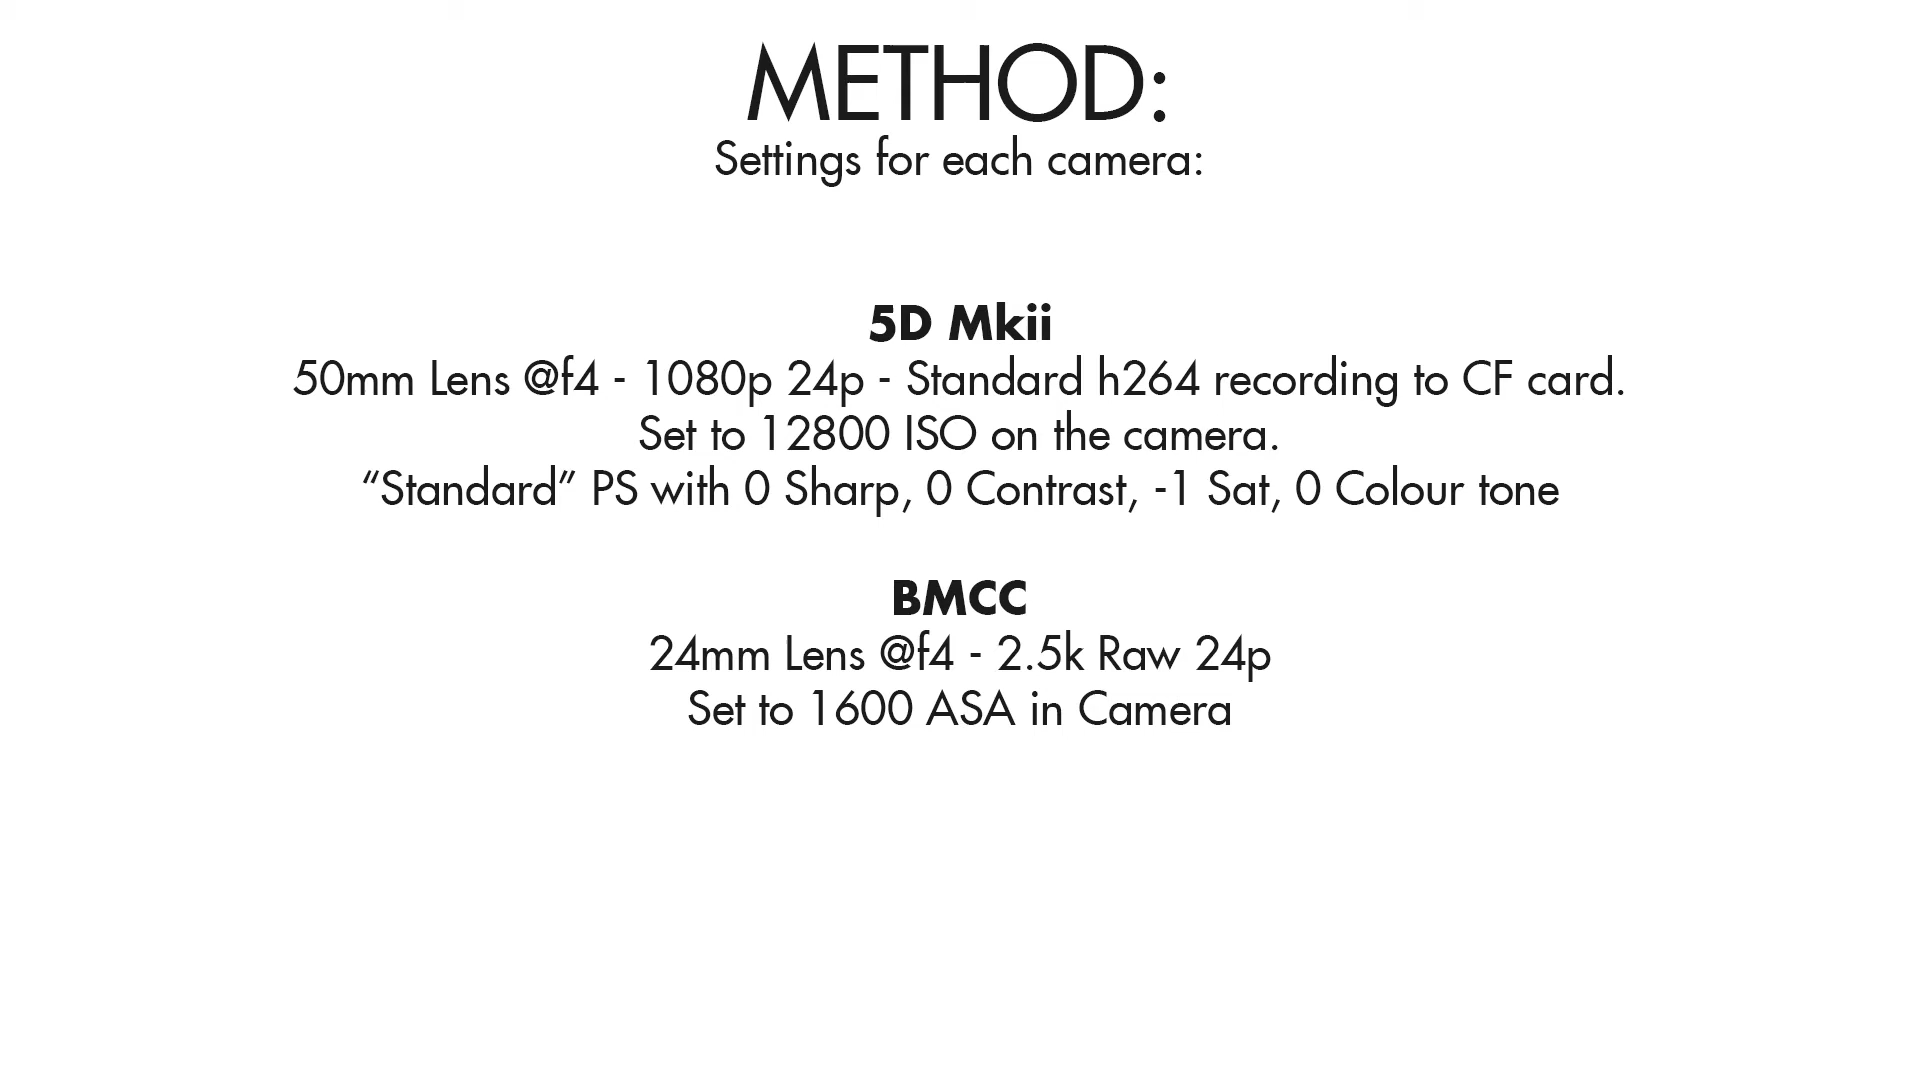 METHOD:
Settings for each camera:
5D Mkii
50mm Lens @f4 - 1080p 24p - Standard h264 recording to CF card.
Set to 12800 ISO on the camera.
“Standard” PS with 0 Sharp, 0 Contrast, -1 Sat, 0 Colour tone
BMCC
24mm Lens @f4 - 2.5k Raw 24p
Set to 1600 ASA in Camera